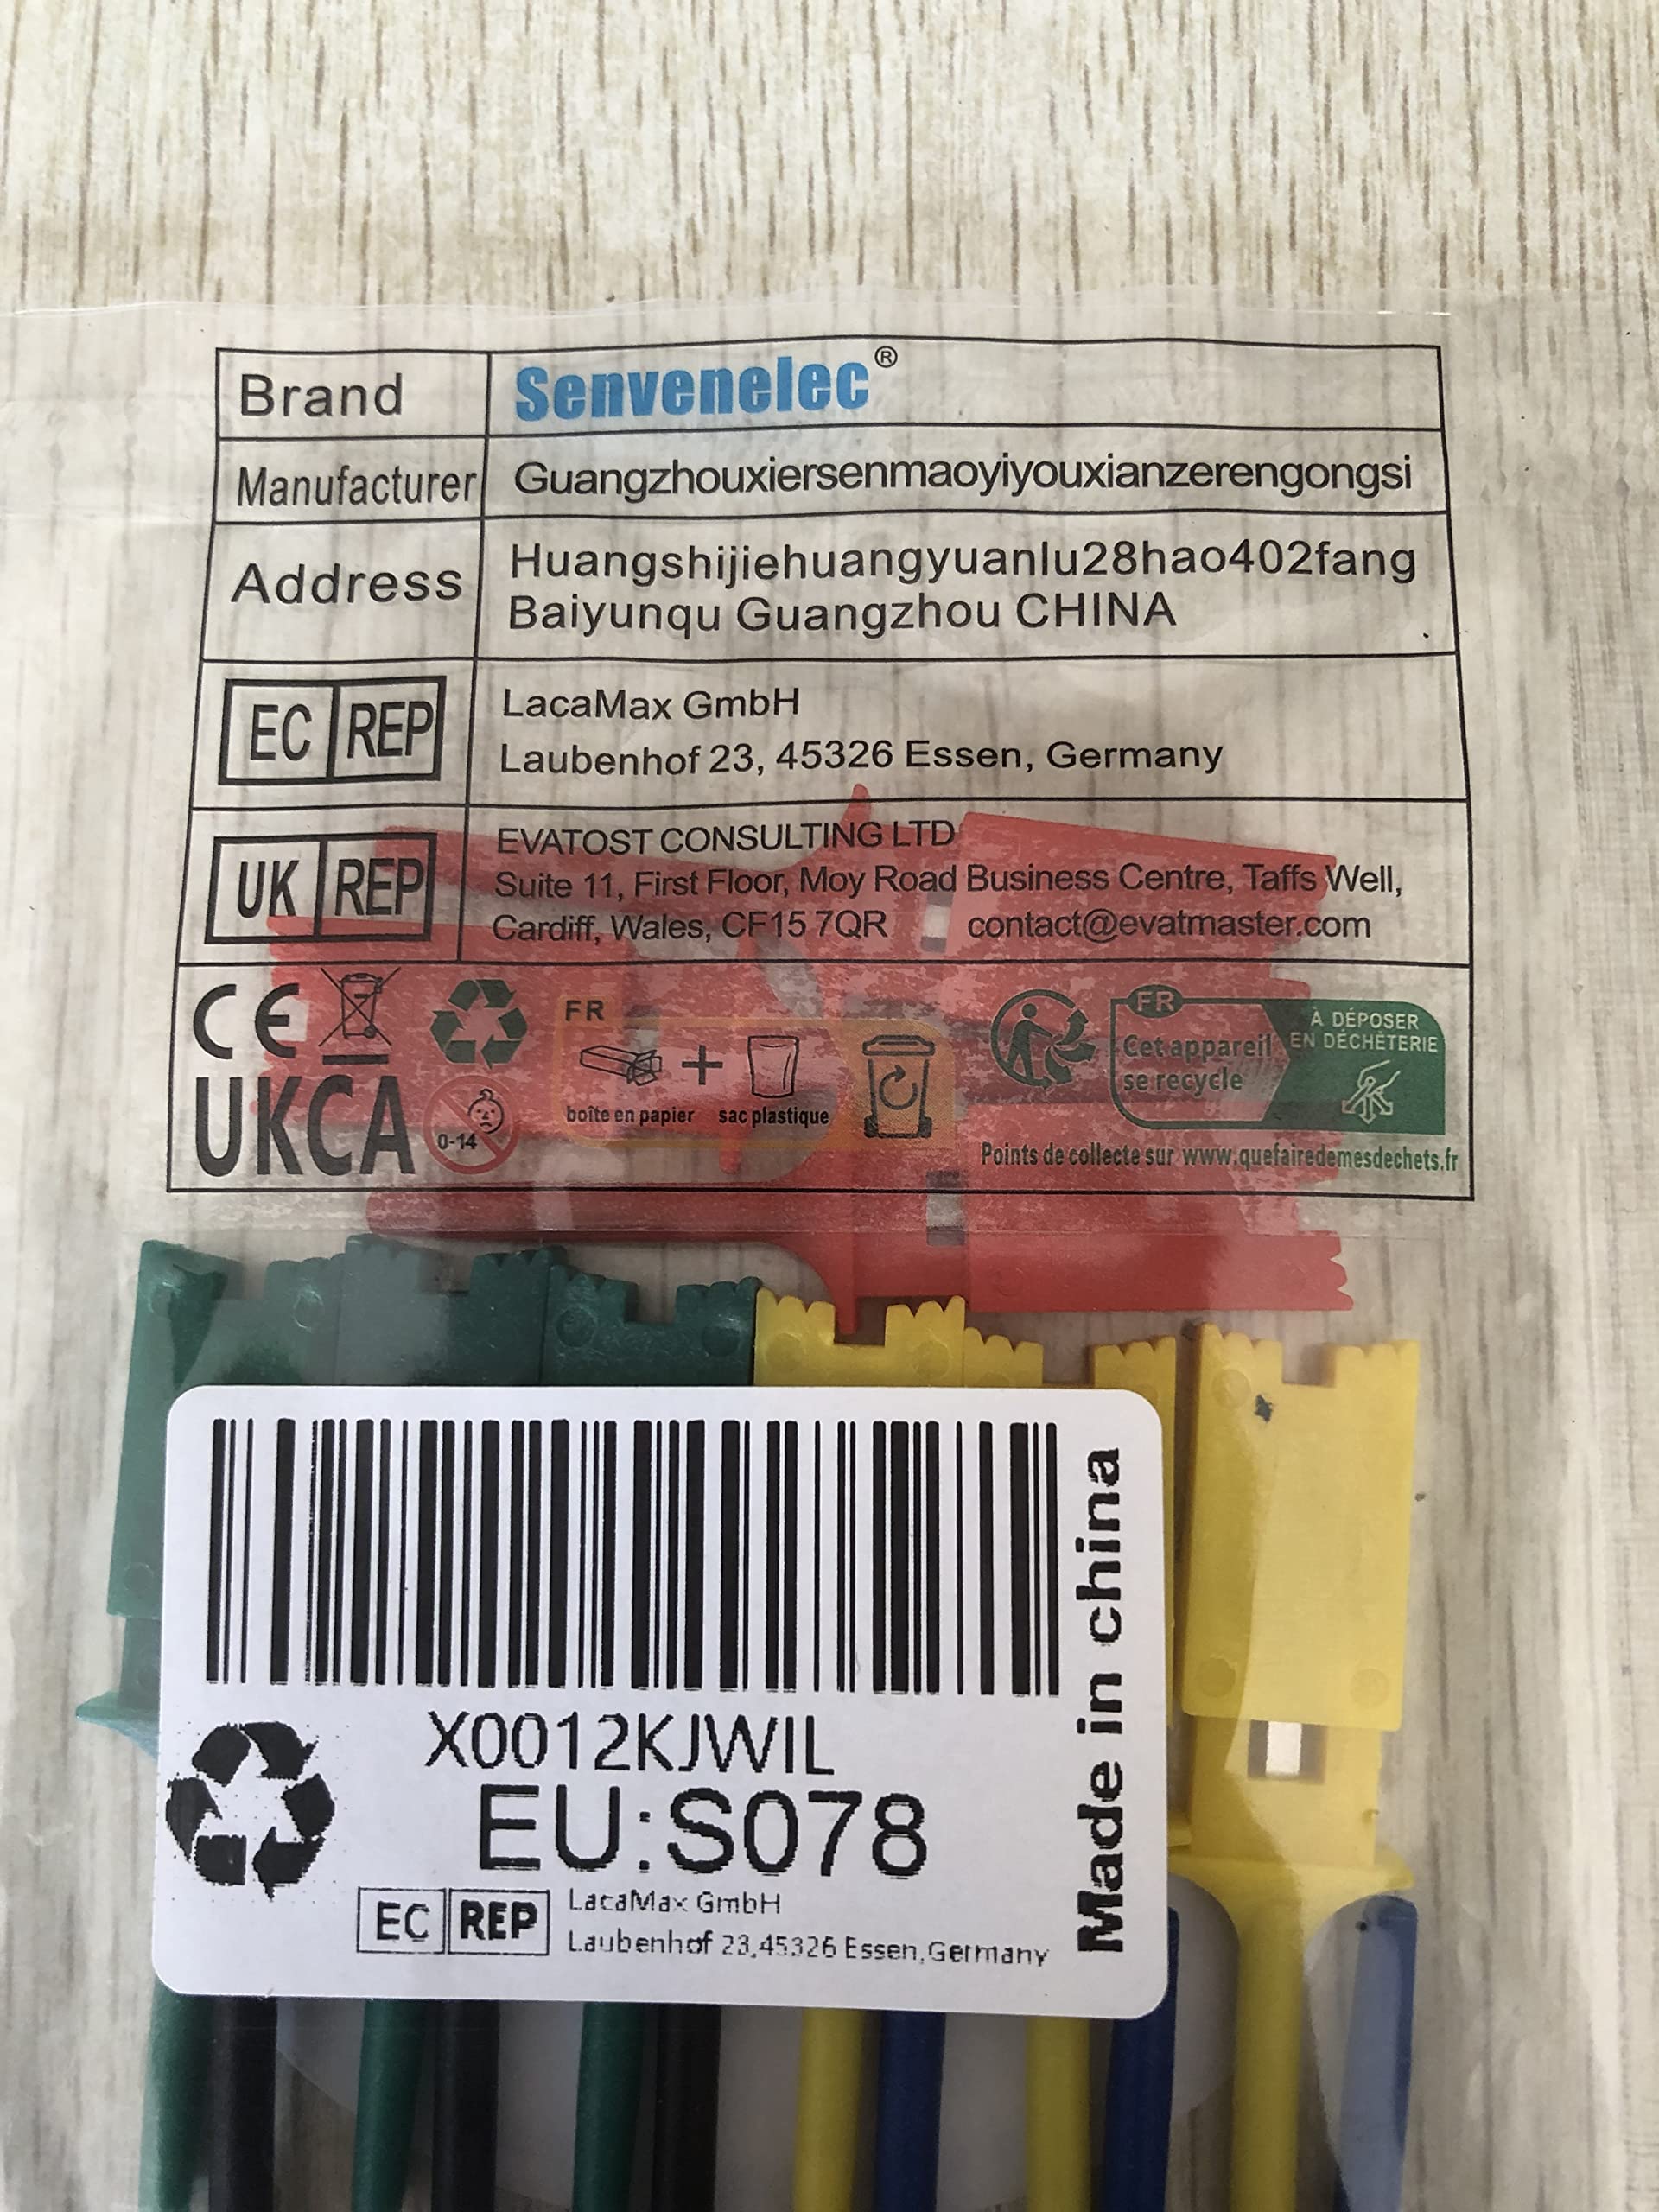 Brand
Senvenelec®
Manufacturer
Guangzhouxiersenmaoyiyouxianzerengongsi
Address
Huangshijiehuangyuanlu28hao402fang
Baiyunqu Guangzhou CHINA
EC REP
LacaMax GmbH
Laubenhof 23, 45326 Essen, Germany
UK REP
EVATOST CONSULTING LTD
Suite 11, First Floor, Moy Road Business Centre, Taffs Well,
Cardiff, Wales, CF15 7QR contact@evatmaster.com
CE
UKCA
0-14
FR
boîte en papier + sac plastique
FR
Cet appareil
se recycle
À DÉPOSER
EN DÉCHÈTERIE
Points de collecte sur www.quefairedemesdechets.fr
X0012KJWIL
EU:S078
EC REP
LacaMax GmbH
Laubenhof 23,45326 Essen,Germany
Made in china